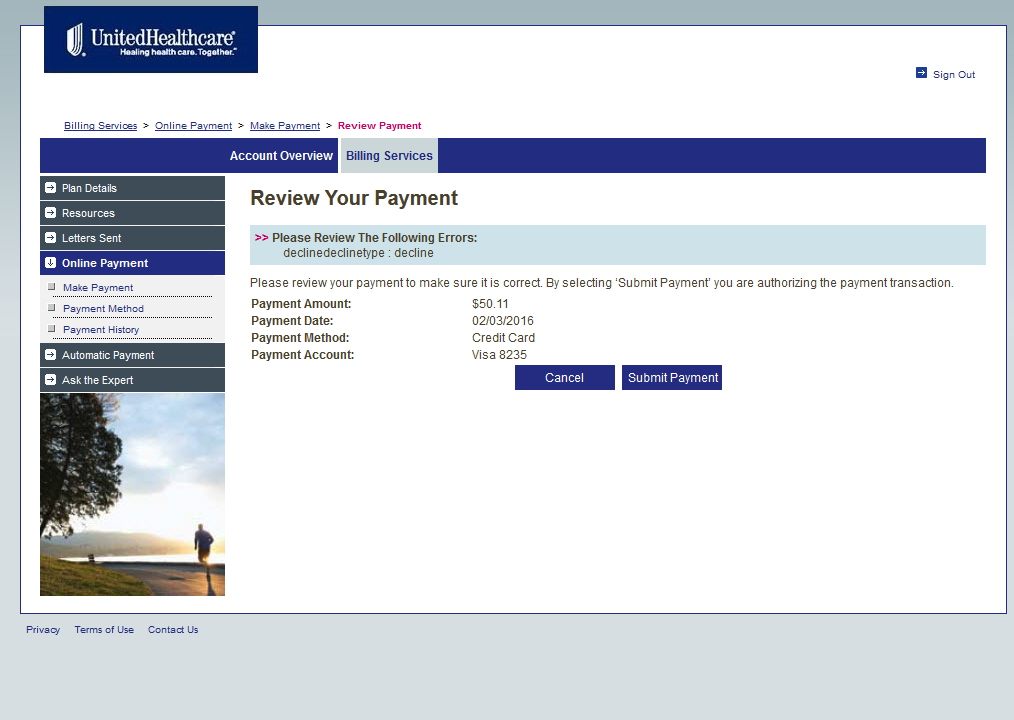 UnitedHealthcare®
Healing health care. Together.™
Sign Out
Billing Services > Online Payment > Make Payment > Review Payment
Account Overview Billing Services
Plan Details
Resources
Letters Sent
Online Payment
Make Payment
Payment Method
Payment History
Automatic Payment
Ask the Expert
Review Your Payment
>> Please Review The Following Errors:
declinedeclinetype : decline
Please review your payment to make sure it is correct. By selecting ‘Submit Payment’ you are authorizing the payment transaction.
Payment Amount: $50.11
Payment Date: 02/03/2016
Payment Method: Credit Card
Payment Account: Visa 8235
Cancel Submit Payment
Privacy Terms of Use Contact Us